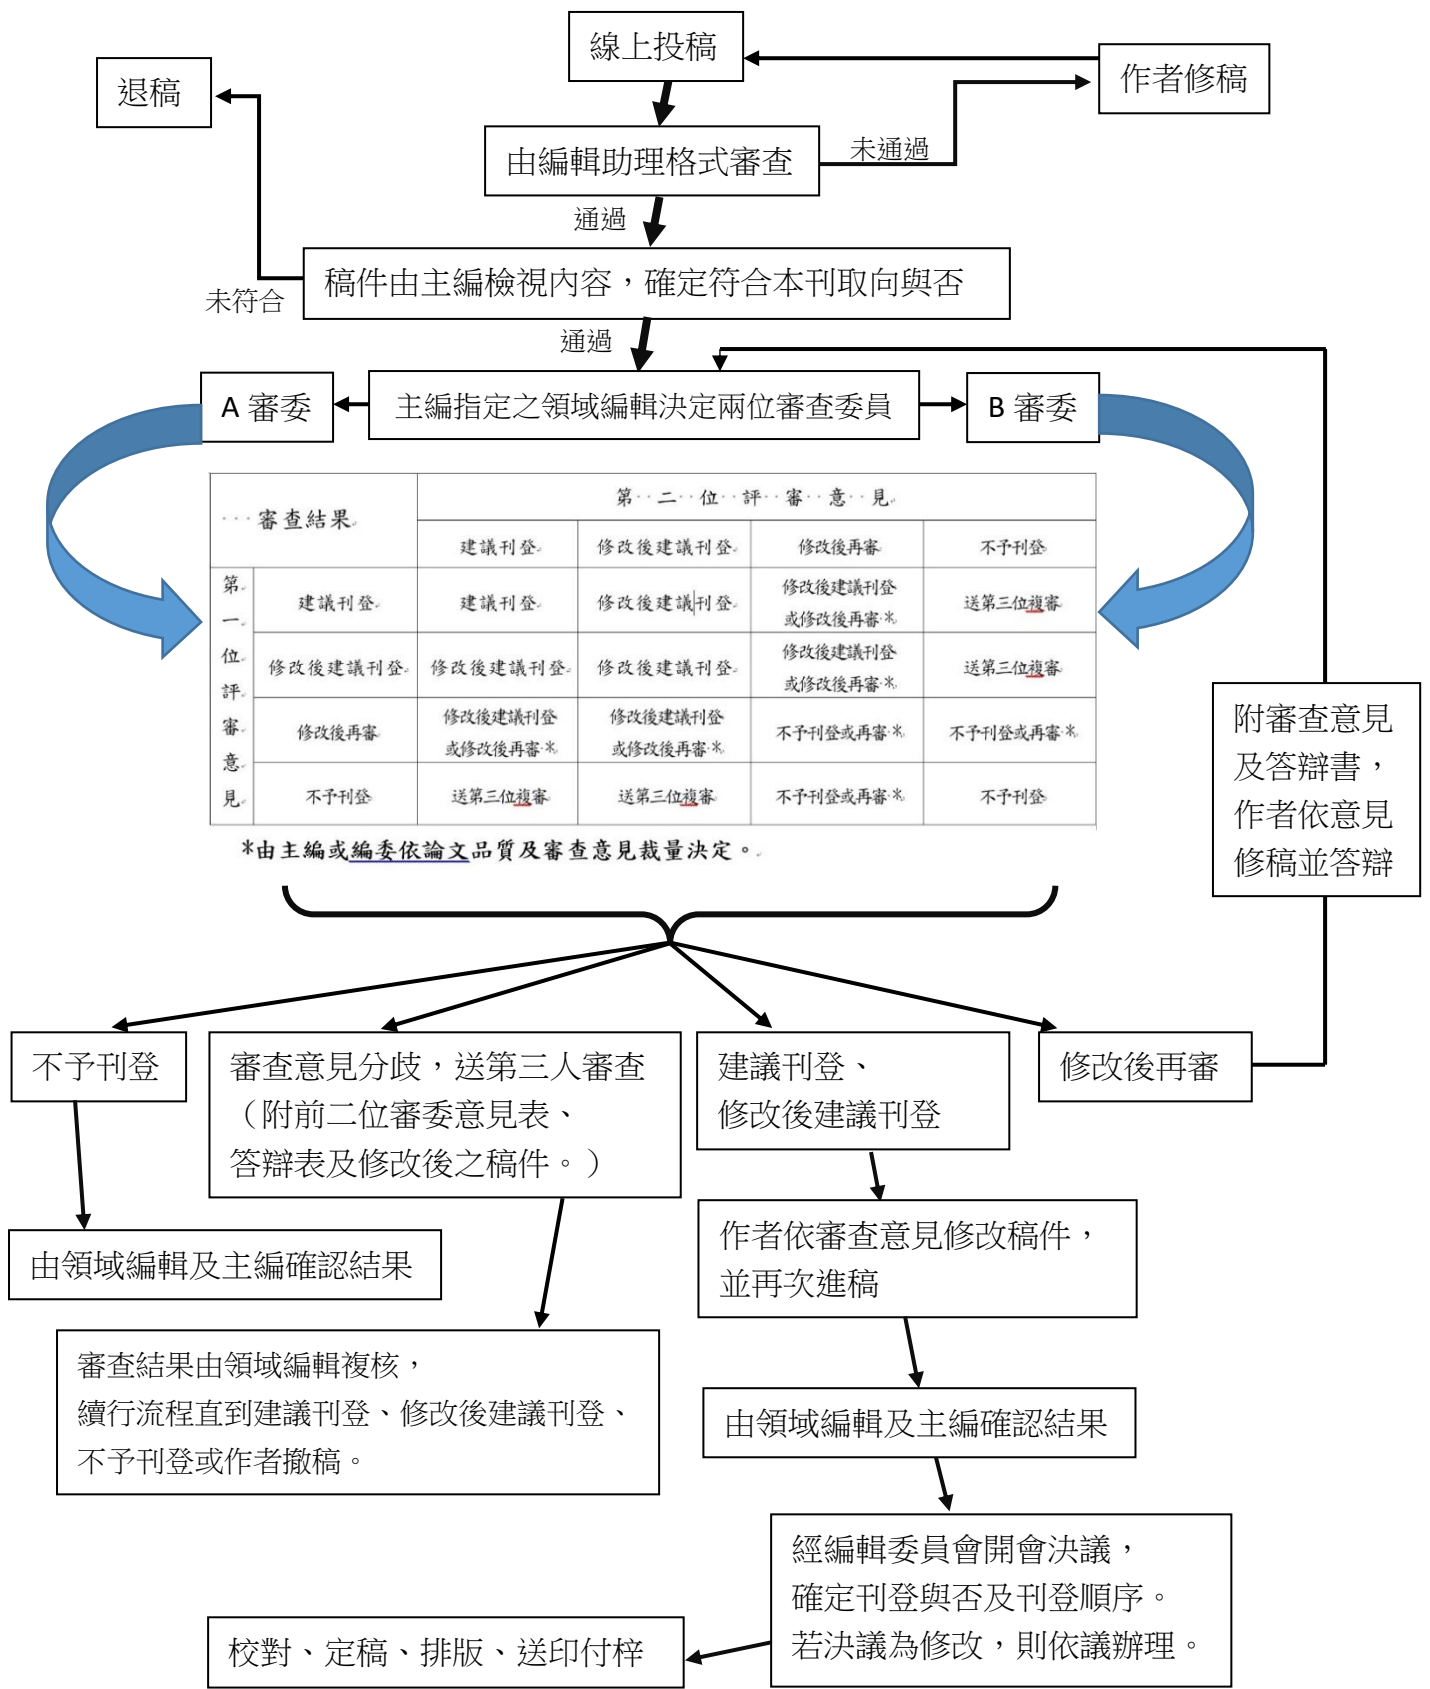 線上投稿
作者修稿
退稿
由編輯助理格式審查
未通過
通過
稿件由主編檢視內容，確定符合本刊取向與否
未符合
通過
A 審委
主編指定之領域編輯決定兩位審查委員
B 審委
審查結果
第二位評審意見
建議刊登
修改後建議刊登
修改後再審
不予刊登
第一位評審意見
建議刊登
建議刊登
修改後建議刊登
修改後建議刊登
或修改後再審*
送第三位複審
修改後建議刊登
修改後建議刊登
修改後建議刊登
修改後建議刊登
或修改後再審*
送第三位複審
修改後再審
修改後建議刊登
或修改後再審*
修改後建議刊登
或修改後再審*
不予刊登或再審*
不予刊登或再審*
不予刊登
送第三位複審
送第三位複審
不予刊登或再審*
不予刊登
*由主編或編委依論文品質及審查意見裁量決定。
附審查意見
及答辯書，
作者依意見
修稿並答辯
不予刊登
審查意見分歧，送第三人審查
（附前二位審委意見表、
答辯表及修改後之稿件。）
建議刊登、
修改後建議刊登
修改後再審
由領域編輯及主編確認結果
作者依審查意見修改稿件，
並再次進稿
審查結果由領域編輯複核，
續行流程直到建議刊登、修改後建議刊登、
不予刊登或作者撤稿。
由領域編輯及主編確認結果
經編輯委員會開會決議，
確定刊登與否及刊登順序。
若決議為修改，則依議辦理。
校對、定稿、排版、送印付梓